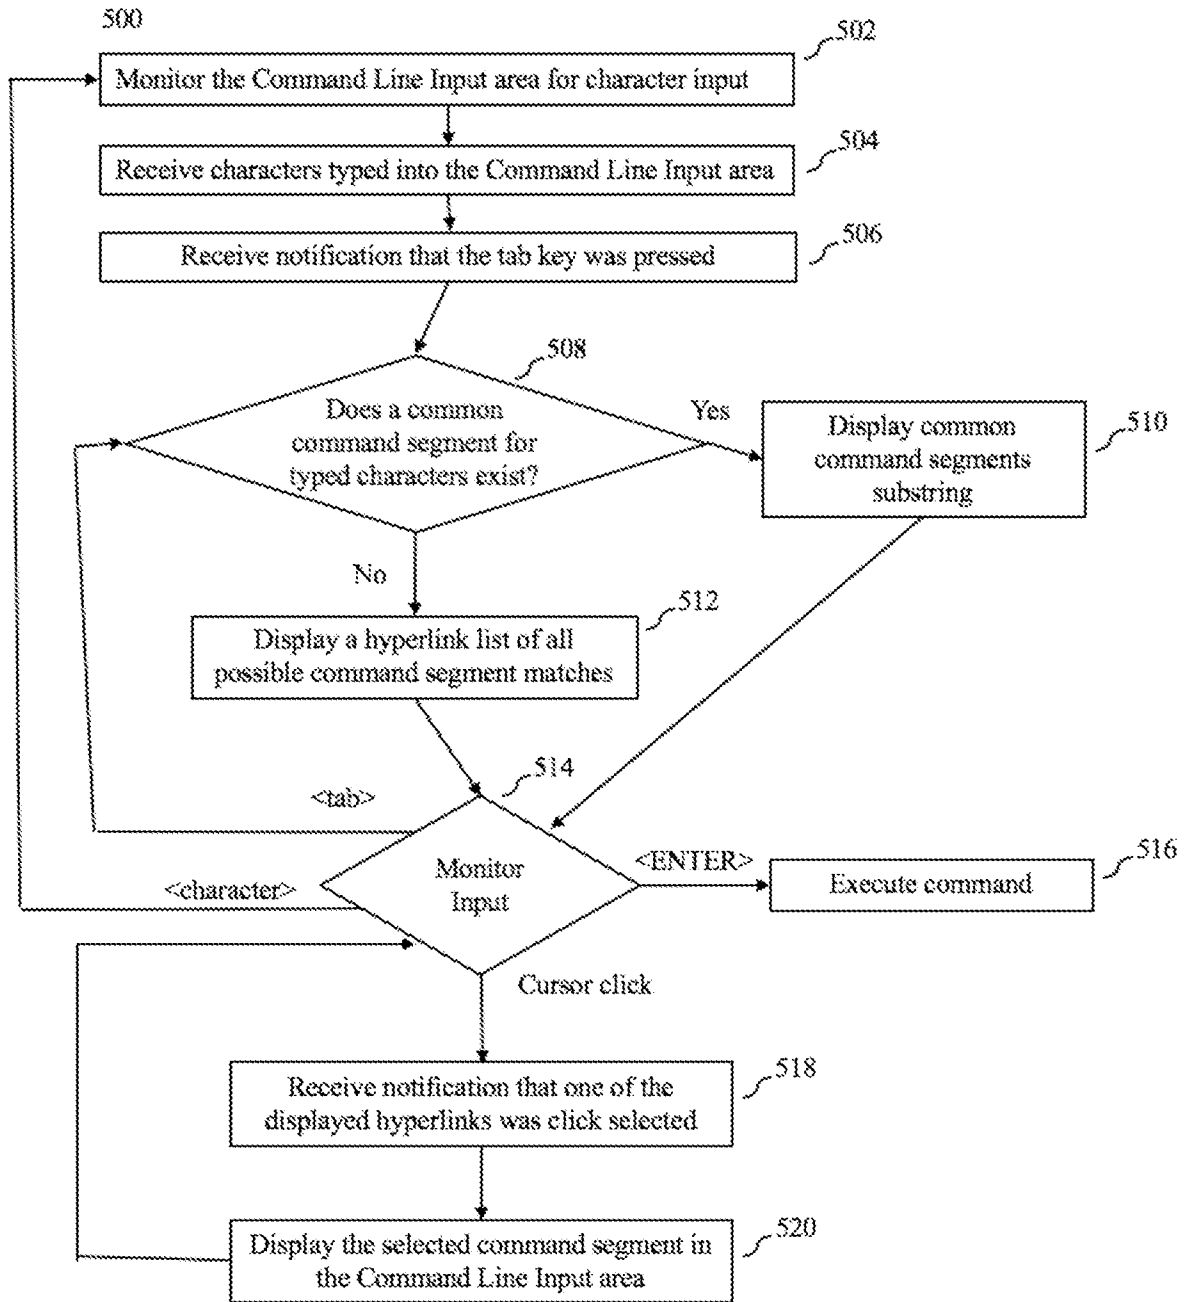 500
502
Monitor the Command Line Input area for character input
504
Receive characters typed into the Command Line Input area
506
Receive notification that the tab key was pressed
508
Does a common
command segment for
typed characters exist?
Yes
510
Display common
command segments
substring
No
512
Display a hyperlink list of all
possible command segment matches
514
<tab>
Monitor
Input
<ENTER>
516
Execute command
<character>
Cursor click
518
Receive notification that one of the
displayed hyperlinks was click selected
520
Display the selected command segment in
the Command Line Input area